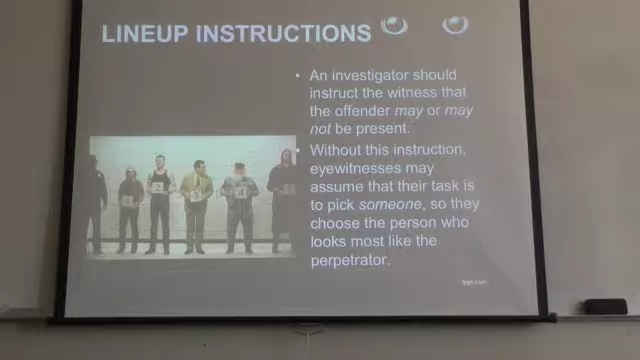 LINEUP INSTRUCTIONS
• An investigator should
instruct the witness that
the offender may or may
not be present.
• Without this instruction,
eyewitnesses may
assume that their task is
to pick someone, so they
choose the person who
looks most like the
perpetrator.